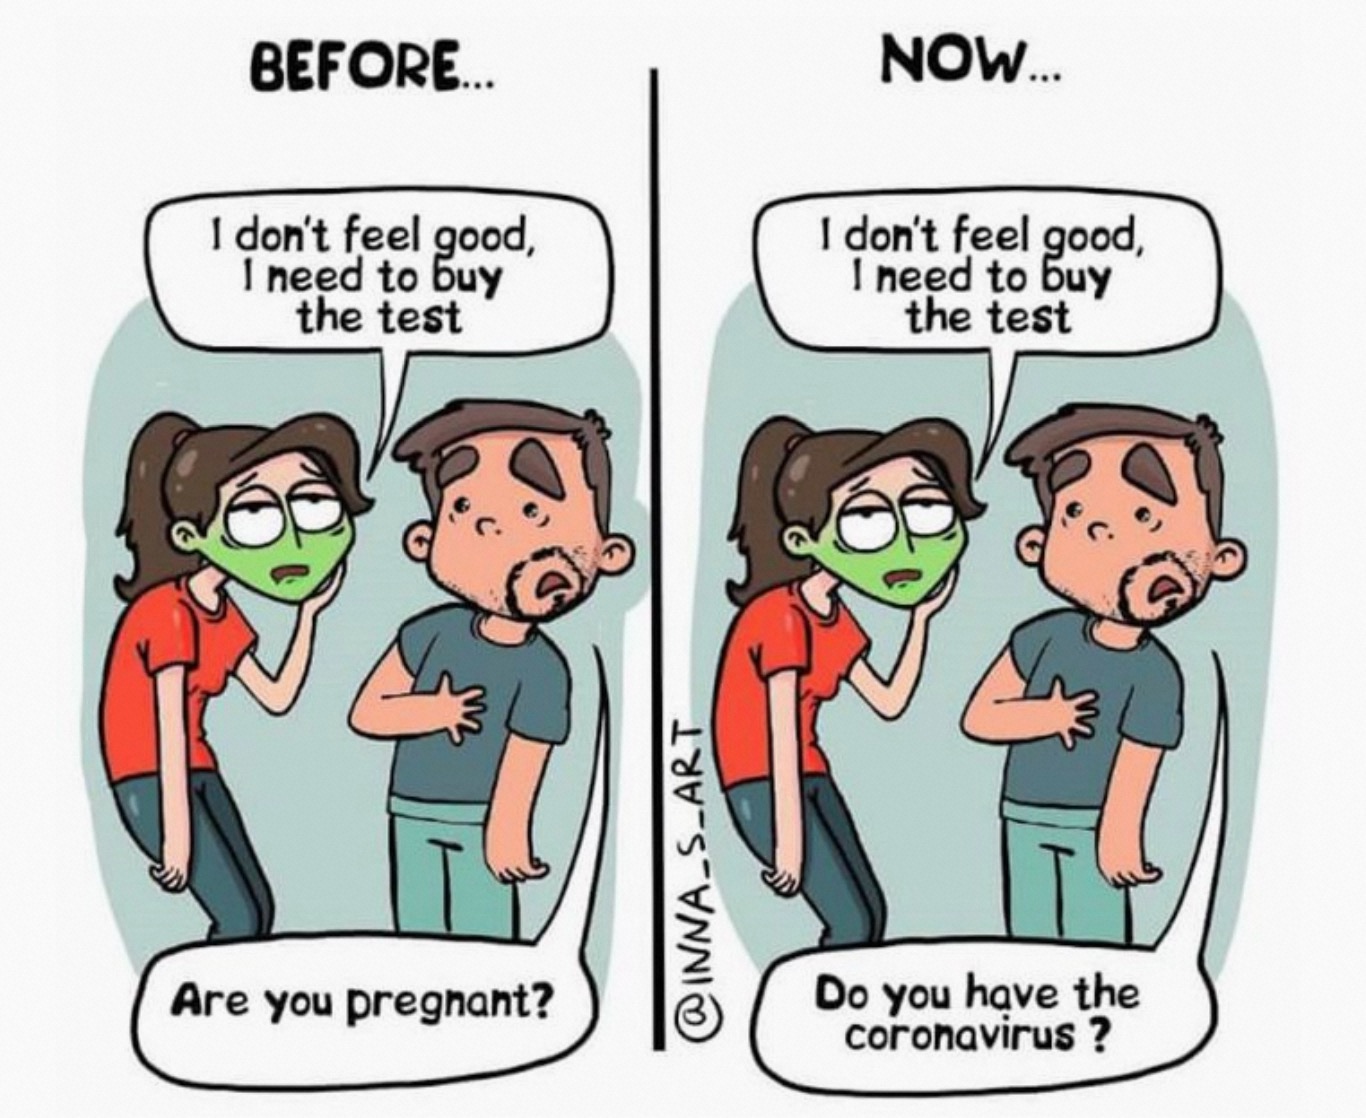 BEFORE...
I don't feel good,
I need to buy
the test
Are you pregnant?
NOW...
I don't feel good,
I need to buy
the test
Do you have the
coronavirus ?
@INNA_S_ART